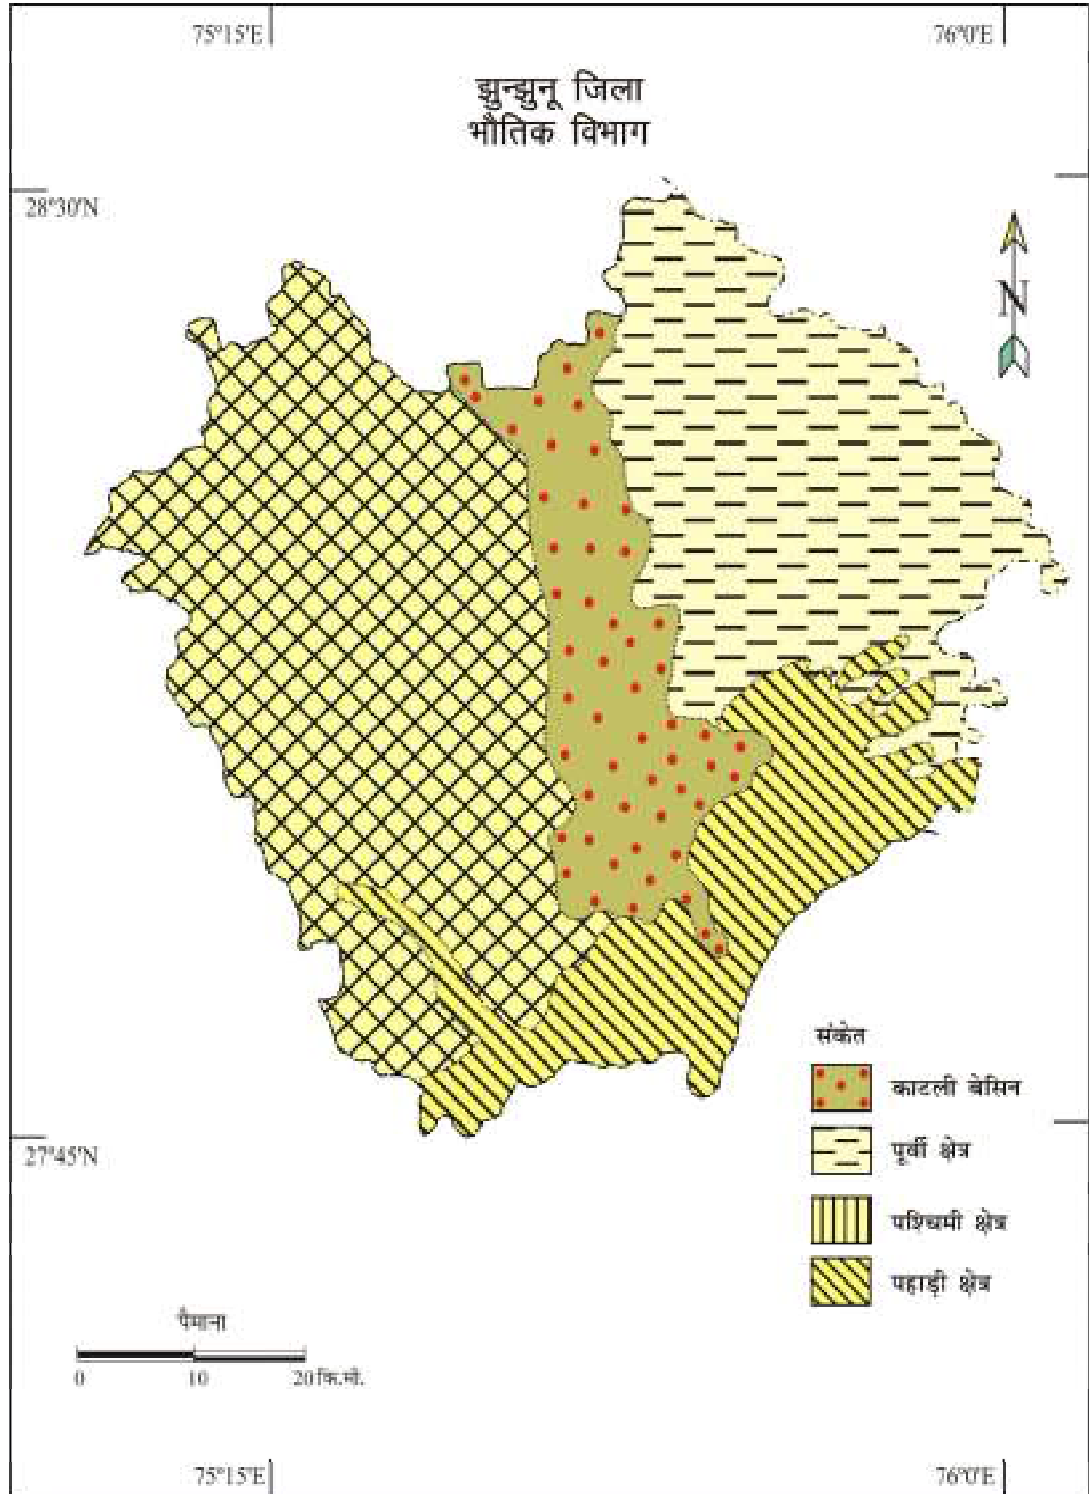 75°15'E
76°0'E
झुन्झुनू जिला
भौतिक विभाग
28°30'N
N
संकेत
काटली बेसिन
पूर्वी क्षेत्र
पश्चिमी क्षेत्र
पहाड़ी क्षेत्र
27°45'N
पैमाना
0 10 20 कि.मी.
75°15'E
76°0'E